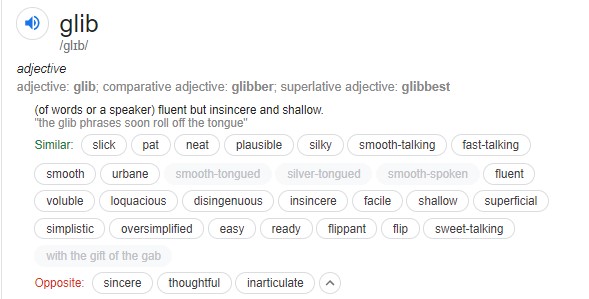 glib
/ɡlɪb/
adjective
adjective: glib; comparative adjective: glibber; superlative adjective: glibbest
(of words or a speaker) fluent but insincere and shallow.
"the glib phrases soon roll off the tongue"
Similar: slick pat neat plausible silky smooth-talking fast-talking
smooth urbane smooth-tongued silver-tongued smooth-spoken fluent
voluble loquacious disingenuous insincere facile shallow superficial
simplistic oversimplified easy ready flippant flip sweet-talking
with the gift of the gab
Opposite: sincere thoughtful inarticulate